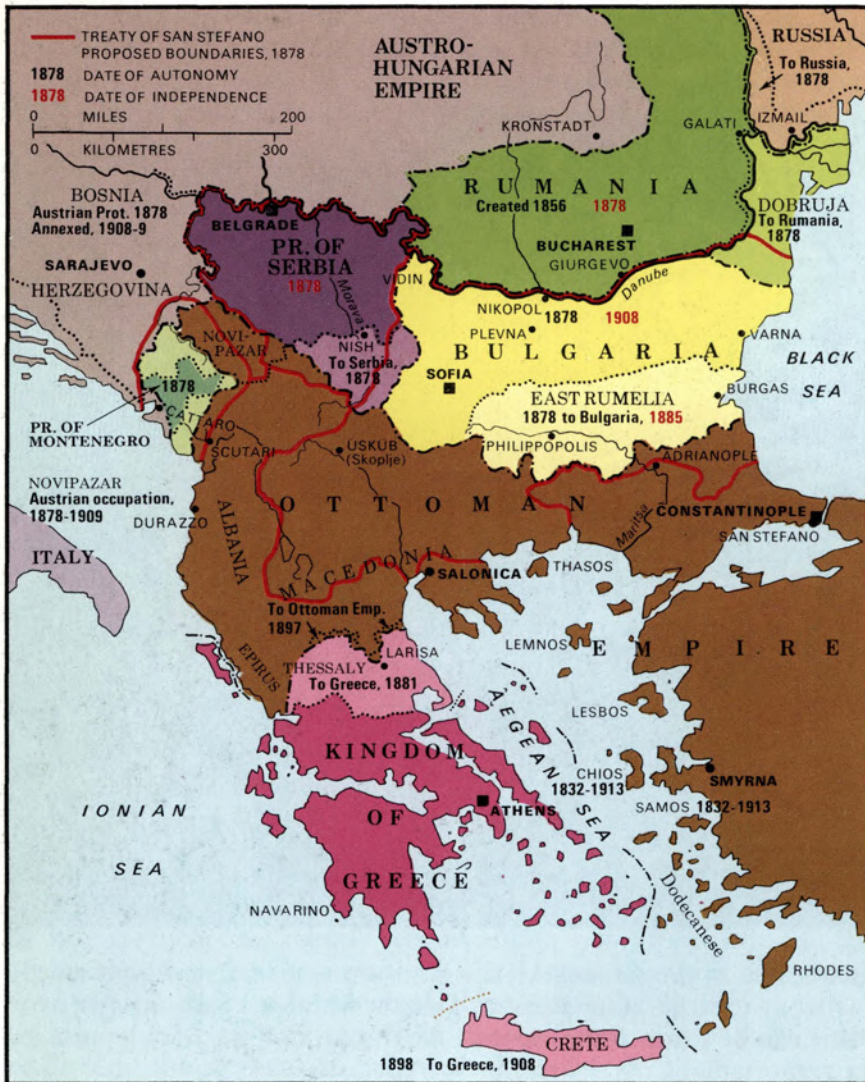 TREATY OF SAN STEFANO
PROPOSED BOUNDARIES, 1878
1878 DATE OF AUTONOMY
1878 DATE OF INDEPENDENCE
0 200
MILES
0 KILOMETRES 300
AUSTRO-
HUNGARIAN
EMPIRE
RUSSIA
To Russia,
1878
KRONSTADT
GALATI
IZMAIL
BOSNIA
Austrian Prot. 1878
Annexed, 1908-9
SARAJEVO
HERZEGOVINA
BELGRADE
PR. OF
SERBIA
1878
Morava
VIDIN
RUMANIA
Created 1856 1878
BUCHAREST
GIURGEVO
Danube
DOBRUJA
To Rumania,
1878
NOVI-
PAZAR
NISH
To Serbia,
1878
NIKOPOL
1878 1908
PLEVNA
BULGARIA
SOFIA
VARNA
BLACK
SEA
1878
PR. OF
MONTENEGRO
CATTARO
SCUTARI
EAST RUMELIA
1878 to Bulgaria, 1885
BURGAS
PHILIPPOPOLIS
USKUB
(Skoplje)
ADRIANOPLE
NOVIPAZAR
Austrian occupation,
1878-1909
DURAZZO
ALBANIA
OTTOMAN
Maritsa
CONSTANTINOPLE
SAN STEFANO
ITALY
MACEDONIA
SALONICA
THASOS
To Ottoman Emp.
1897
EPIRUS
THESSALY
LARISA
To Greece, 1881
LEMNOS
EMPIRE
LESBOS
AEGEAN SEA
KINGDOM
OF
GREECE
ATHENS
CHIOS
1832-1913
SMYRNA
SAMOS 1832-1913
IONIAN
SEA
NAVARINO
Dodecanese
RHODES
CRETE
1898 To Greece, 1908